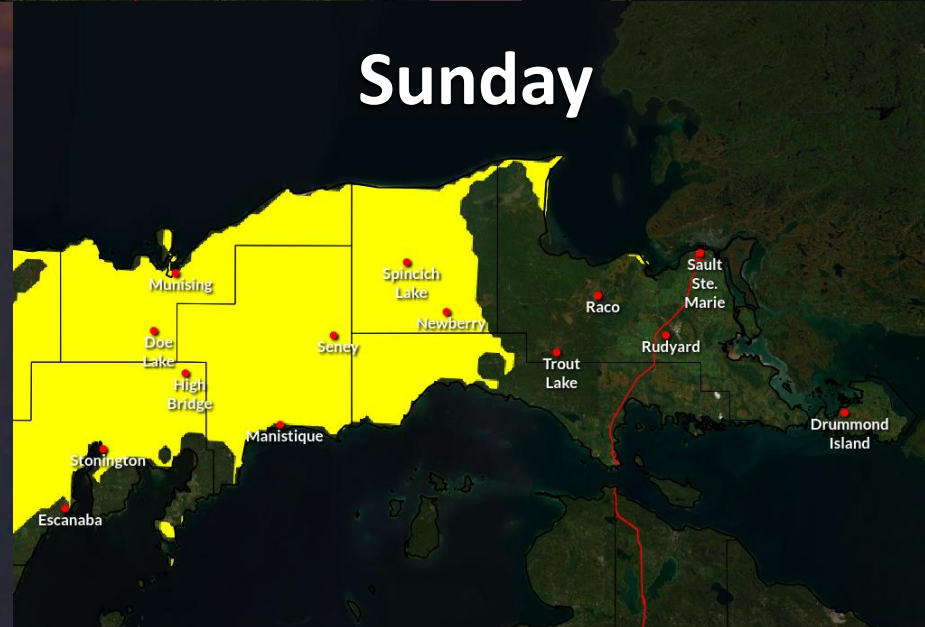 Sunday
Munising
Spincich
Lake
Newberry
Doe
Lake
Seney
High
Bridge
Manistique
Stonington
Escanaba
Sault
Ste.
Marie
Raco
Rudyard
Trout
Lake
Drummond
Island